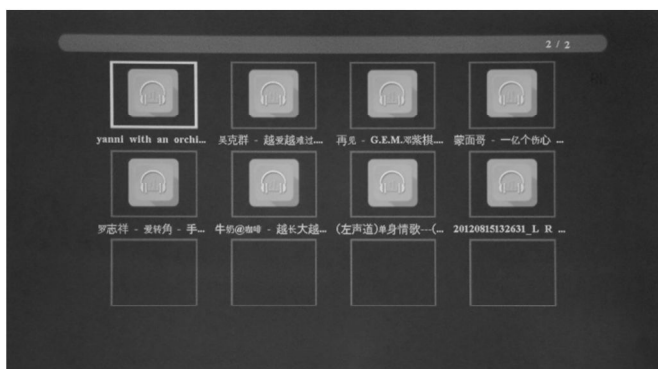 2 / 2
yanni with an orchi...
吴克群 - 越爱越难过....
再见 - G.E.M.邓紫棋....
蒙面哥 - 一亿个伤心 ...
罗志祥 - 爱转角 - 手...
牛奶@咖啡 - 越长大越...
(左声道)单身情歌---(...
20120815132631_L R ...